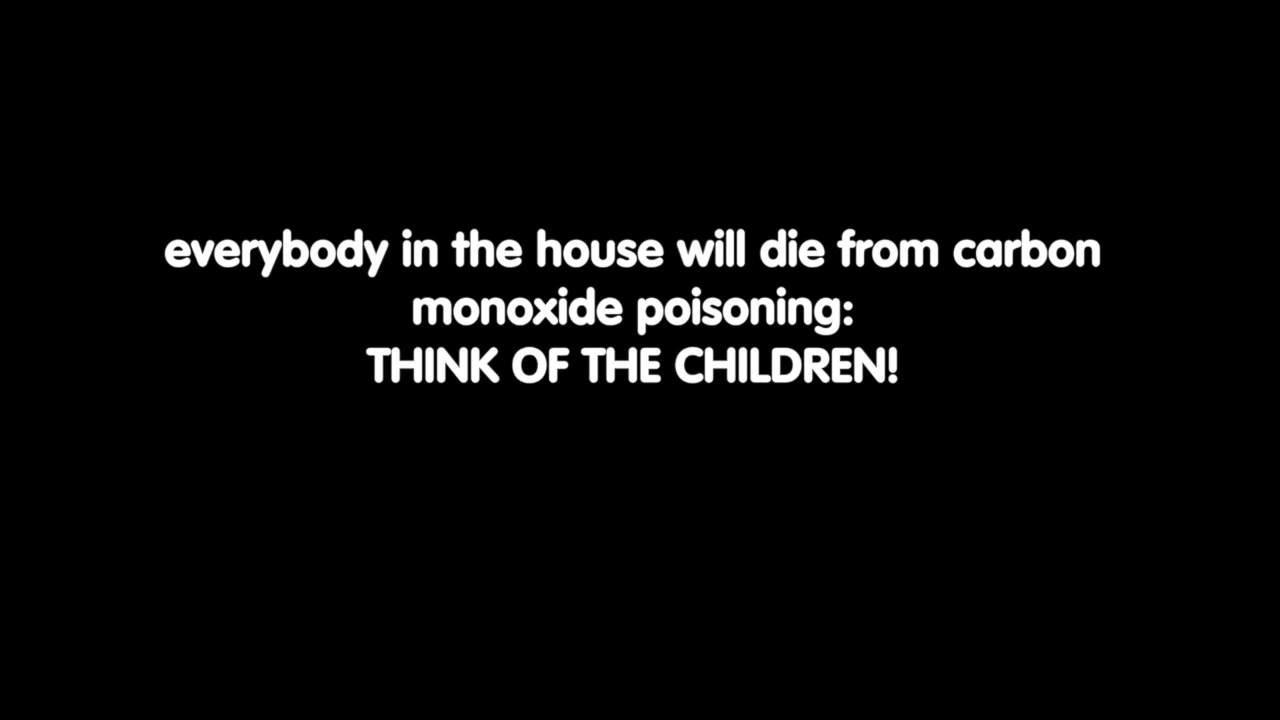 everybody in the house will die from carbon
monoxide poisoning:
THINK OF THE CHILDREN!